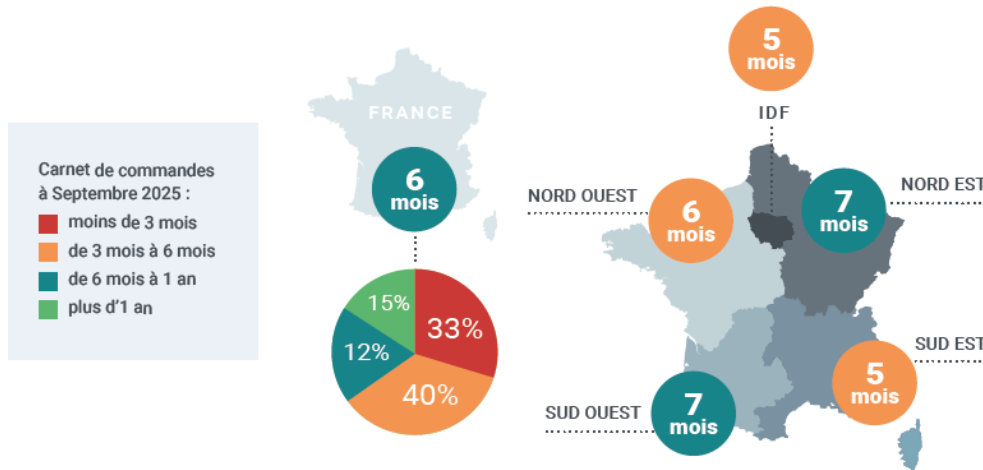 Carnet de commandes
à Septembre 2025 :
moins de 3 mois
de 3 mois à 6 mois
de 6 mois à 1 an
plus d'1 an
FRANCE
6
mois
15%
33%
12%
40%
5
mois
IDF
NORD OUEST
6
mois
7
mois
NORD EST
SUD EST
5
mois
SUD OUEST
7
mois